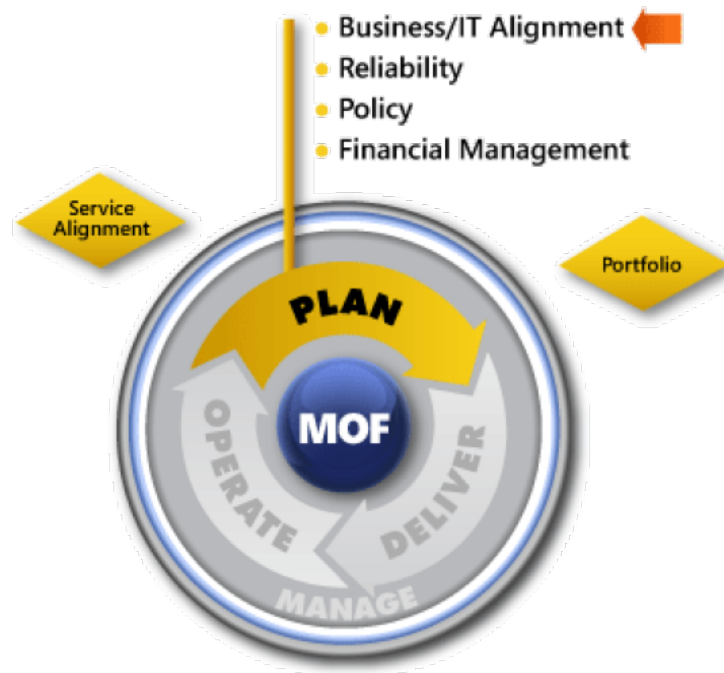 Business/IT Alignment
Reliability
Policy
Financial Management
Service
Alignment
Portfolio
PLAN
MOF
OPERATE
DELIVER
MANAGE